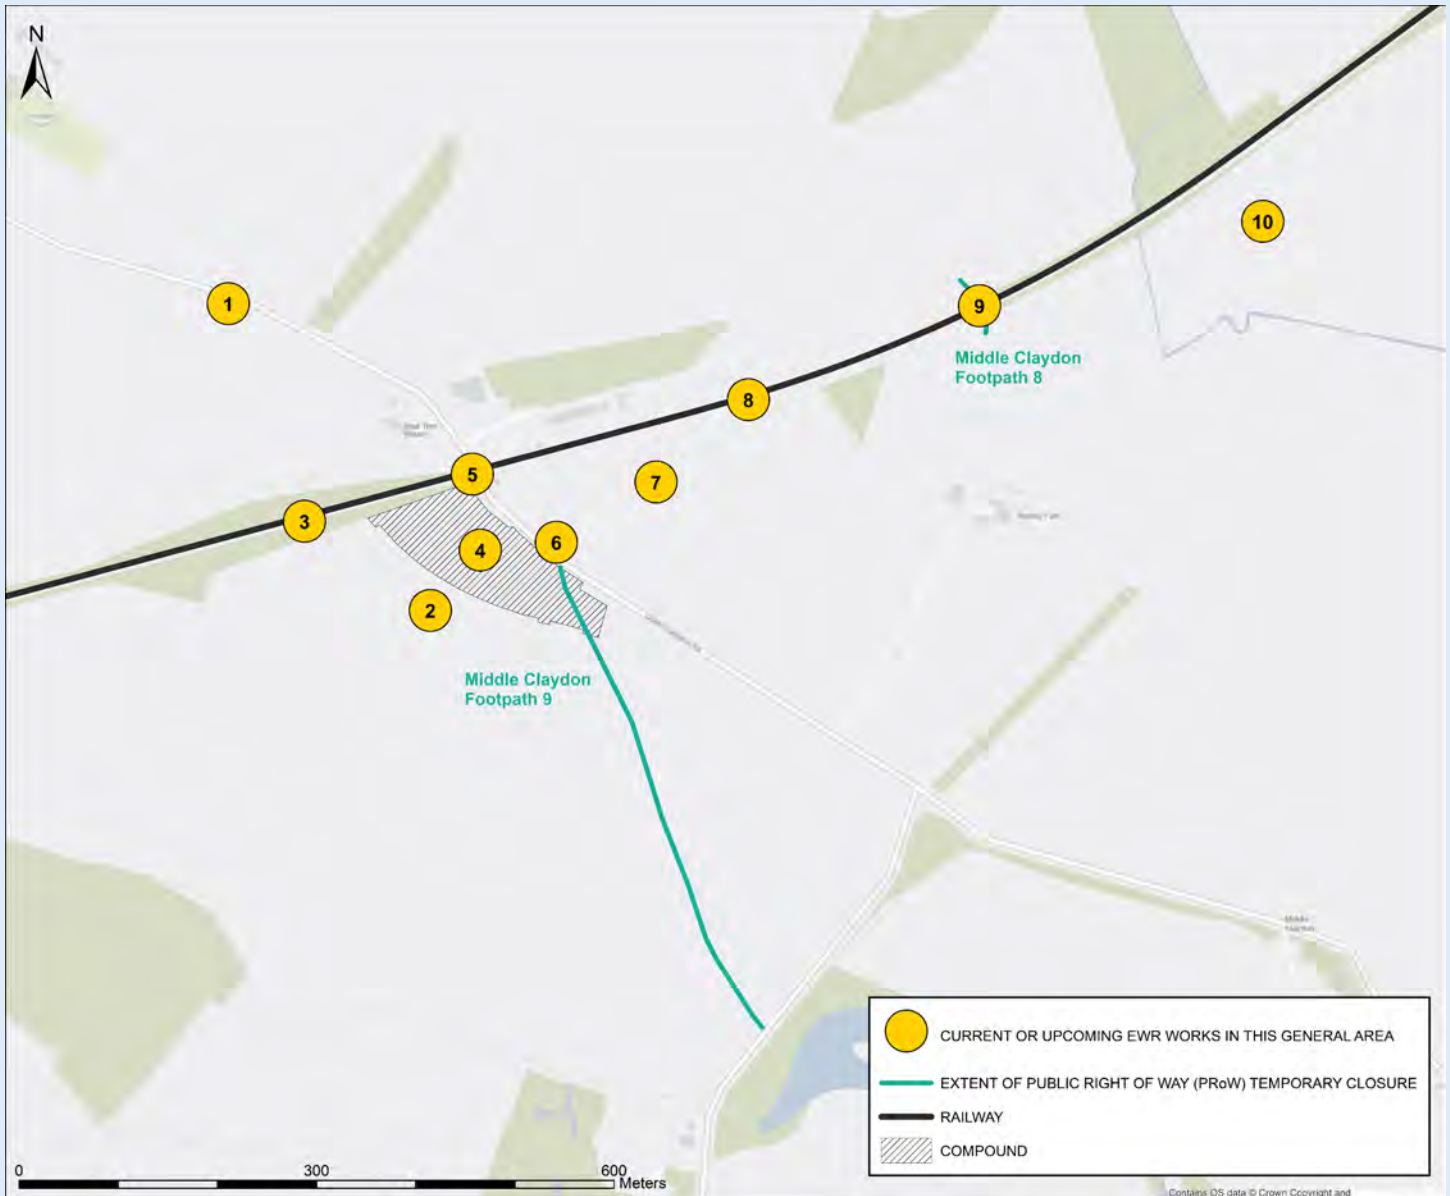 N
10
1
9
Middle Claydon
Footpath 8
8
5
7
3
6
4
2
Middle Claydon
Footpath 9
Middle
Claydon
CURRENT OR UPCOMING EWR WORKS IN THIS GENERAL AREA
EXTENT OF PUBLIC RIGHT OF WAY (PRoW) TEMPORARY CLOSURE
RAILWAY
COMPOUND
0 300 600
Meters
Contains OS data © Crown Copyright and